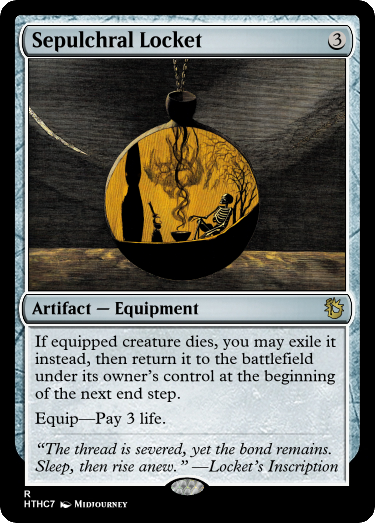 Sepulchral Locket 3
Artifact — Equipment
If equipped creature dies, you may exile it
instead, then return it to the battlefield
under its owner's control at the beginning
of the next end step.
Equip—Pay 3 life.
“The thread is severed, yet the bond remains.
Sleep, then rise anew.” —Locket's Inscription
R
HTHC7 Midjourney